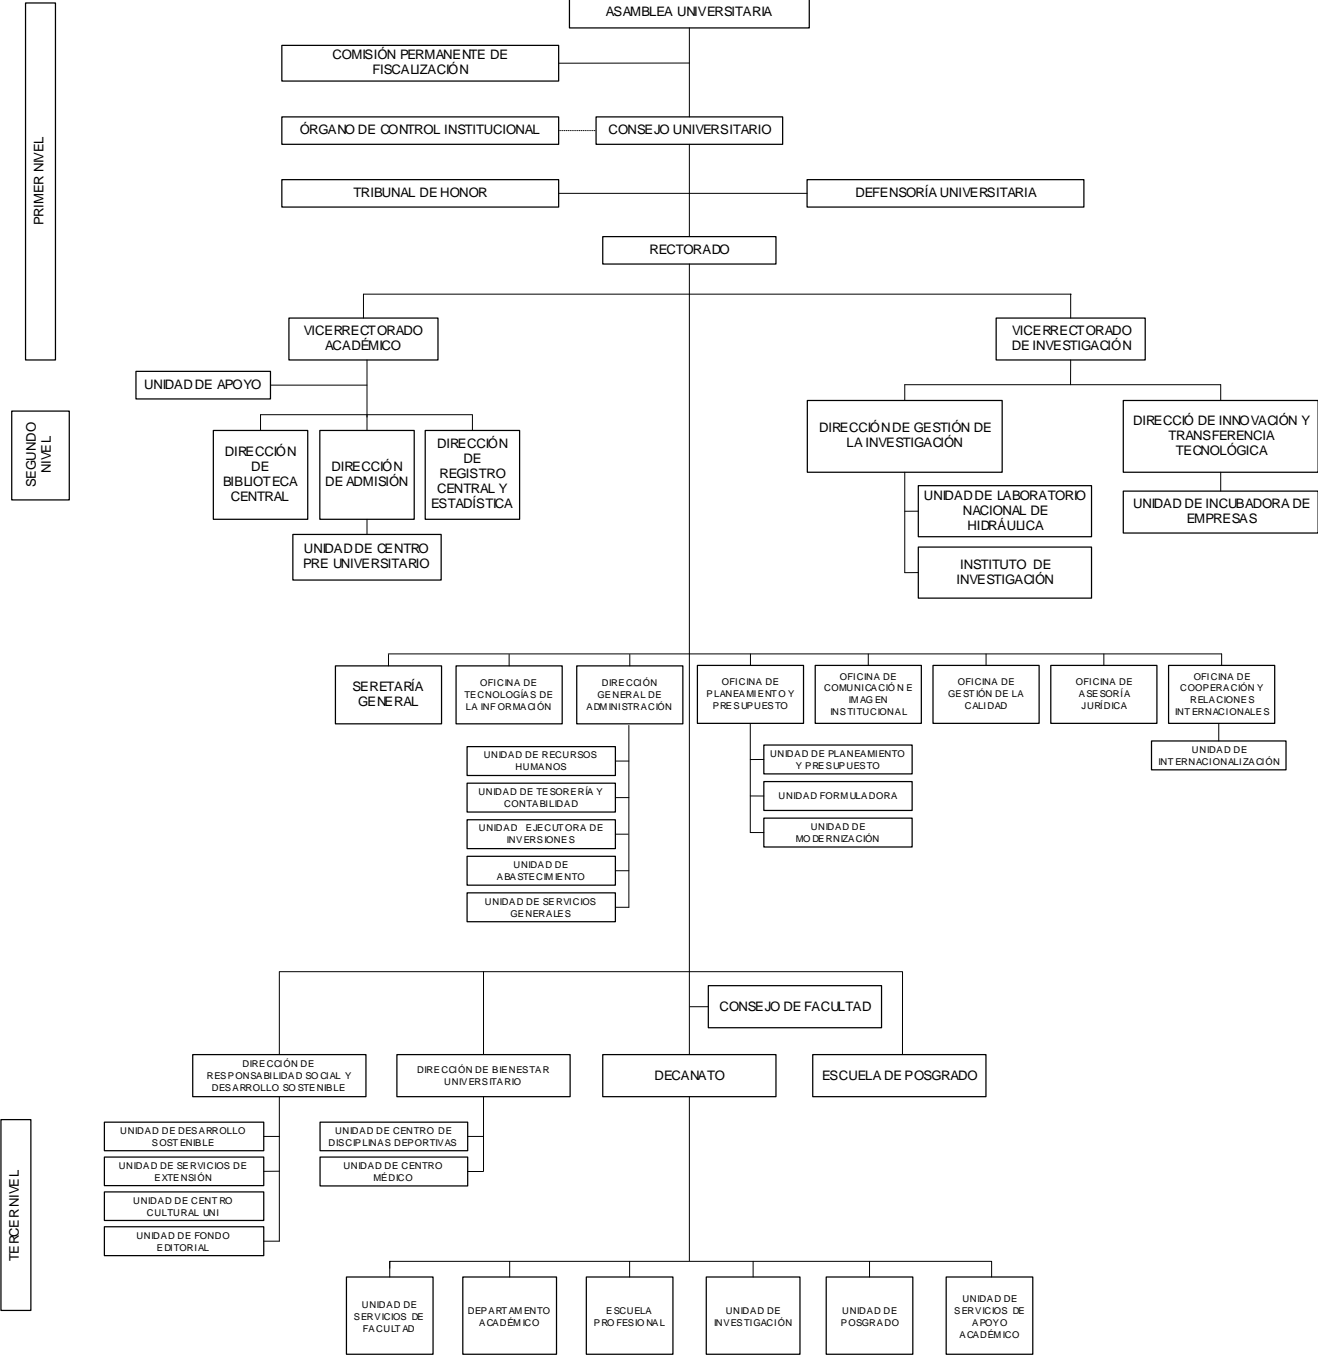 ASAMBLEA UNIVERSITARIA
COMISIÓN PERMANENTE DE
FISCALIZACIÓN
ÓRGANO DE CONTROL INSTITUCIONAL
CONSEJO UNIVERSITARIO
TRIBUNAL DE HONOR
DEFENSORÍA UNIVERSITARIA
PRIMER NIVEL
RECTORADO
VICERRECTORADO
ACADÉMICO
VICERRECTORADO
DE INVESTIGACIÓN
UNIDAD DE APOYO
SEGUNDO
NIVEL
DIRECCIÓN
DE
BIBLIOTECA
CENTRAL
DIRECCIÓN
DE ADMISIÓN
DIRECCIÓN
DE
REGISTRO
CENTRAL Y
ESTADÍSTICA
UNIDAD DE CENTRO
PRE UNIVERSITARIO
DIRECCIÓN DE GESTIÓN DE
LA INVESTIGACIÓN
DIRECCIÓ DE INNOVACIÓN Y
TRANSFERENCIA
TECNOLÓGICA
UNIDAD DE LABORATORIO
NACIONAL DE
HIDRÁULICA
INSTITUTO DE
INVESTIGACIÓN
UNIDAD DE INCUBADORA DE
EMPRESAS
SERETARÍA
GENERAL
OFICINA DE
TECNOLOGÍAS DE
LA INFORMACIÓN
DIRECCIÓN
GENERAL DE
ADMINISTRACIÓN
OFICINA DE
PLANEAMIENTO Y
PRESUPUESTO
OFICINA DE
COMUNICACIÓN E
IMAGEN
INSTITUCIONAL
OFICINA DE
GESTIÓN DE LA
CALIDAD
OFICINA DE
ASESORÍA
JURÍDICA
OFICINA DE
COOPERACIÓN Y
RELACIONES
INTERNACIONALES
UNIDAD DE RECURSOS
HUMANOS
UNIDAD DE TESORERÍA Y
CONTABILIDAD
UNIDAD EJECUTORA DE
INVERSIONES
UNIDAD DE
ABASTECIMIENTO
UNIDAD DE SERVICIOS
GENERALES
UNIDAD DE PLANEAMIENTO
Y PRESUPUESTO
UNIDAD FORMULADORA
UNIDAD DE
MODERNIZACIÓN
UNIDAD DE
INTERNACIONALIZACIÓN
CONSEJO DE FACULTAD
DIRECCIÓN DE
RESPONSABILIDAD SOCIAL Y
DESARROLLO SOSTENIBLE
DIRECCIÓN DE BIENESTAR
UNIVERSITARIO
DECANATO
ESCUELA DE POSGRADO
TERCER NIVEL
UNIDAD DE DESARROLLO
SOSTENIBLE
UNIDAD DE SERVICIOS DE
EXTENSIÓN
UNIDAD DE CENTRO
CULTURAL UNI
UNIDAD DE FONDO
EDITORIAL
UNIDAD DE CENTRO DE
DISCIPLINAS DEPORTIVAS
UNIDAD DE CENTRO
MÉDICO
UNIDAD DE
SERVICIOS DE
FACULTAD
DEPARTAMENTO
ACADÉMICO
ESCUELA
PROFESIONAL
UNIDAD DE
INVESTIGACIÓN
UNIDAD DE
POSGRADO
UNIDAD DE
SERVICIOS DE
APOYO
ACADÉMICO